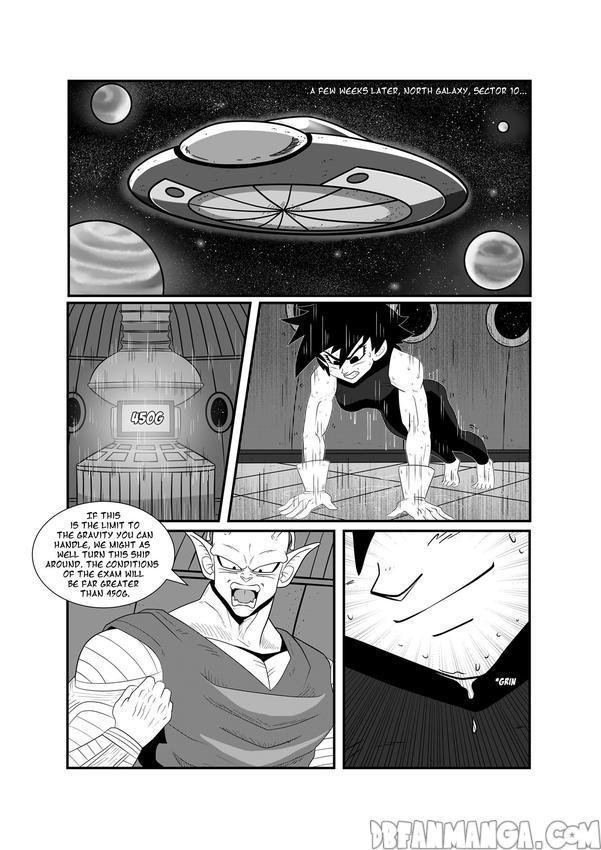 A FEW WEEKS LATER, NORTH GALAXY, SECTOR 10...
450G
IF THIS
IS THE LIMIT TO
THE GRAVITY YOU CAN
HANDLE, WE MIGHT AS
WELL TURN THIS SHIP
AROUND. THE CONDITIONS
OF THE EXAM WILL
BE FAR GREATER
THAN 450G.
*GRIN
DBFANMANGA.COM